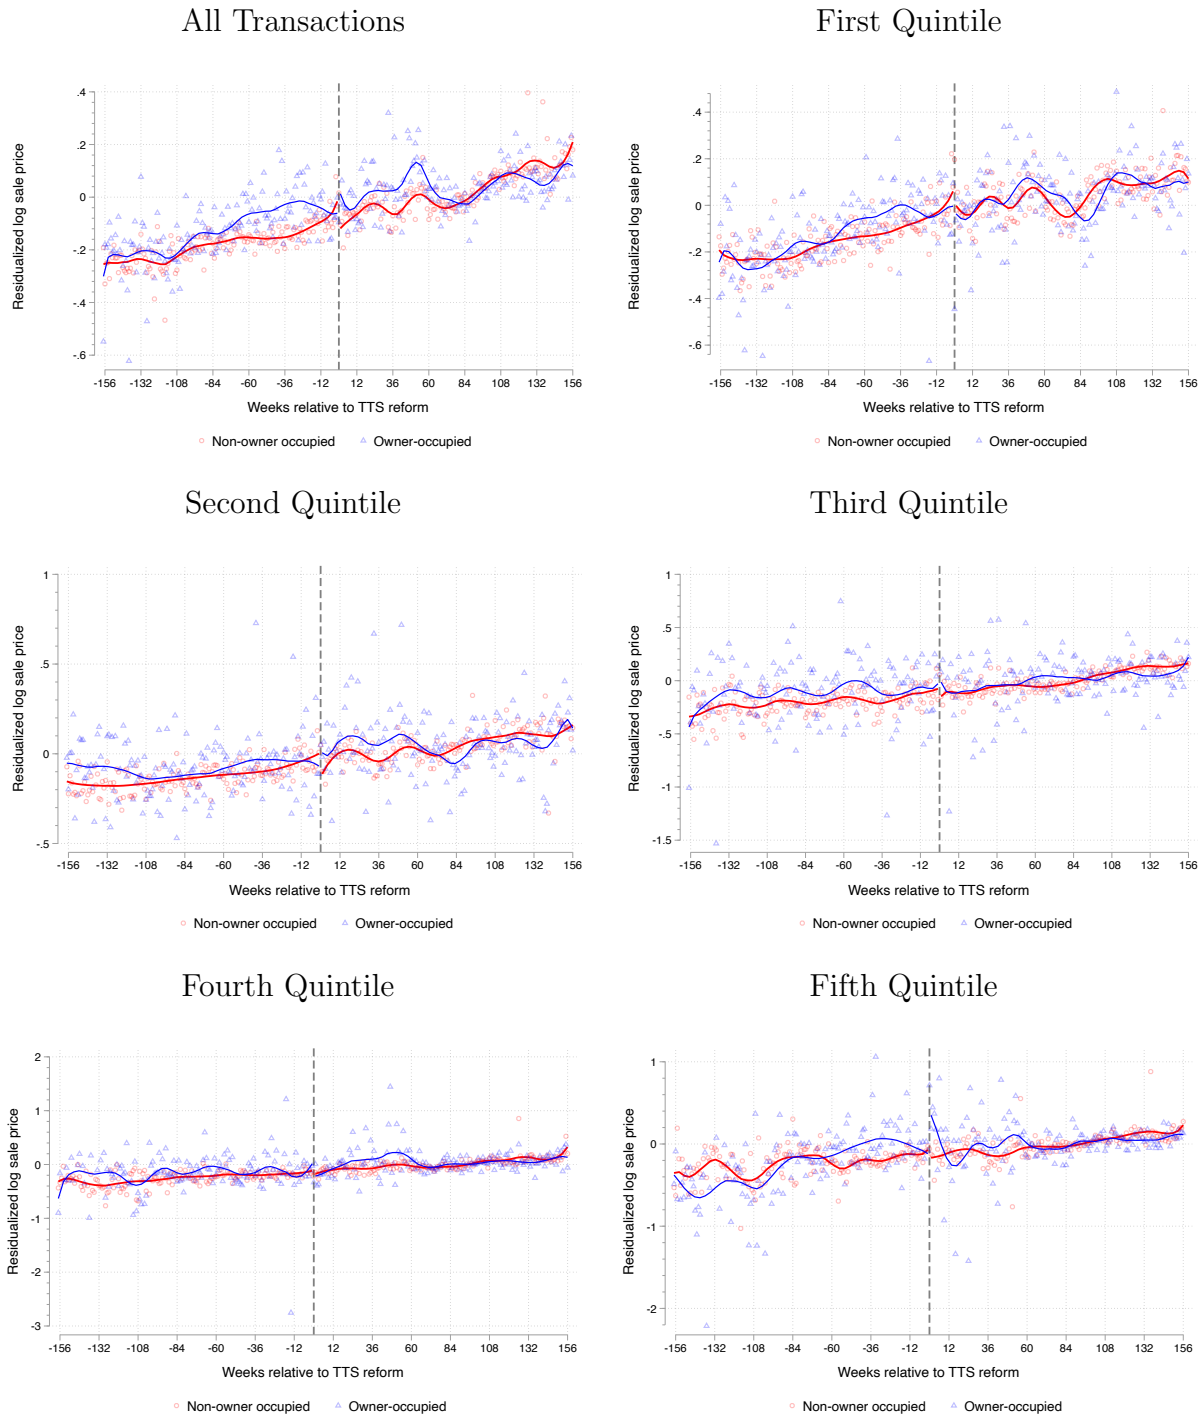 All Transactions
First Quintile
Residualized log sale price
.4
.2
0
-.2
-.4
-.6
-156 -132 -108 -84 -60 -36 -12 12 36 60 84 108 132 156
Weeks relative to TTS reform
Non-owner occupied Owner-occupied
Residualized log sale price
.4
.2
0
-.2
-.4
-.6
-156 -132 -108 -84 -60 -36 -12 12 36 60 84 108 132 156
Weeks relative to TTS reform
Non-owner occupied Owner-occupied
Second Quintile
Third Quintile
Residualized log sale price
1
.5
0
-.5
-156 -132 -108 -84 -60 -36 -12 12 36 60 84 108 132 156
Weeks relative to TTS reform
Non-owner occupied Owner-occupied
Residualized log sale price
1
.5
0
-.5
-1
-1.5
-156 -132 -108 -84 -60 -36 -12 12 36 60 84 108 132 156
Weeks relative to TTS reform
Non-owner occupied Owner-occupied
Fourth Quintile
Fifth Quintile
Residualized log sale price
2
1
0
-1
-2
-3
-156 -132 -108 -84 -60 -36 -12 12 36 60 84 108 132 156
Weeks relative to TTS reform
Non-owner occupied Owner-occupied
Residualized log sale price
1
0
-1
-2
-156 -132 -108 -84 -60 -36 -12 12 36 60 84 108 132 156
Weeks relative to TTS reform
Non-owner occupied Owner-occupied